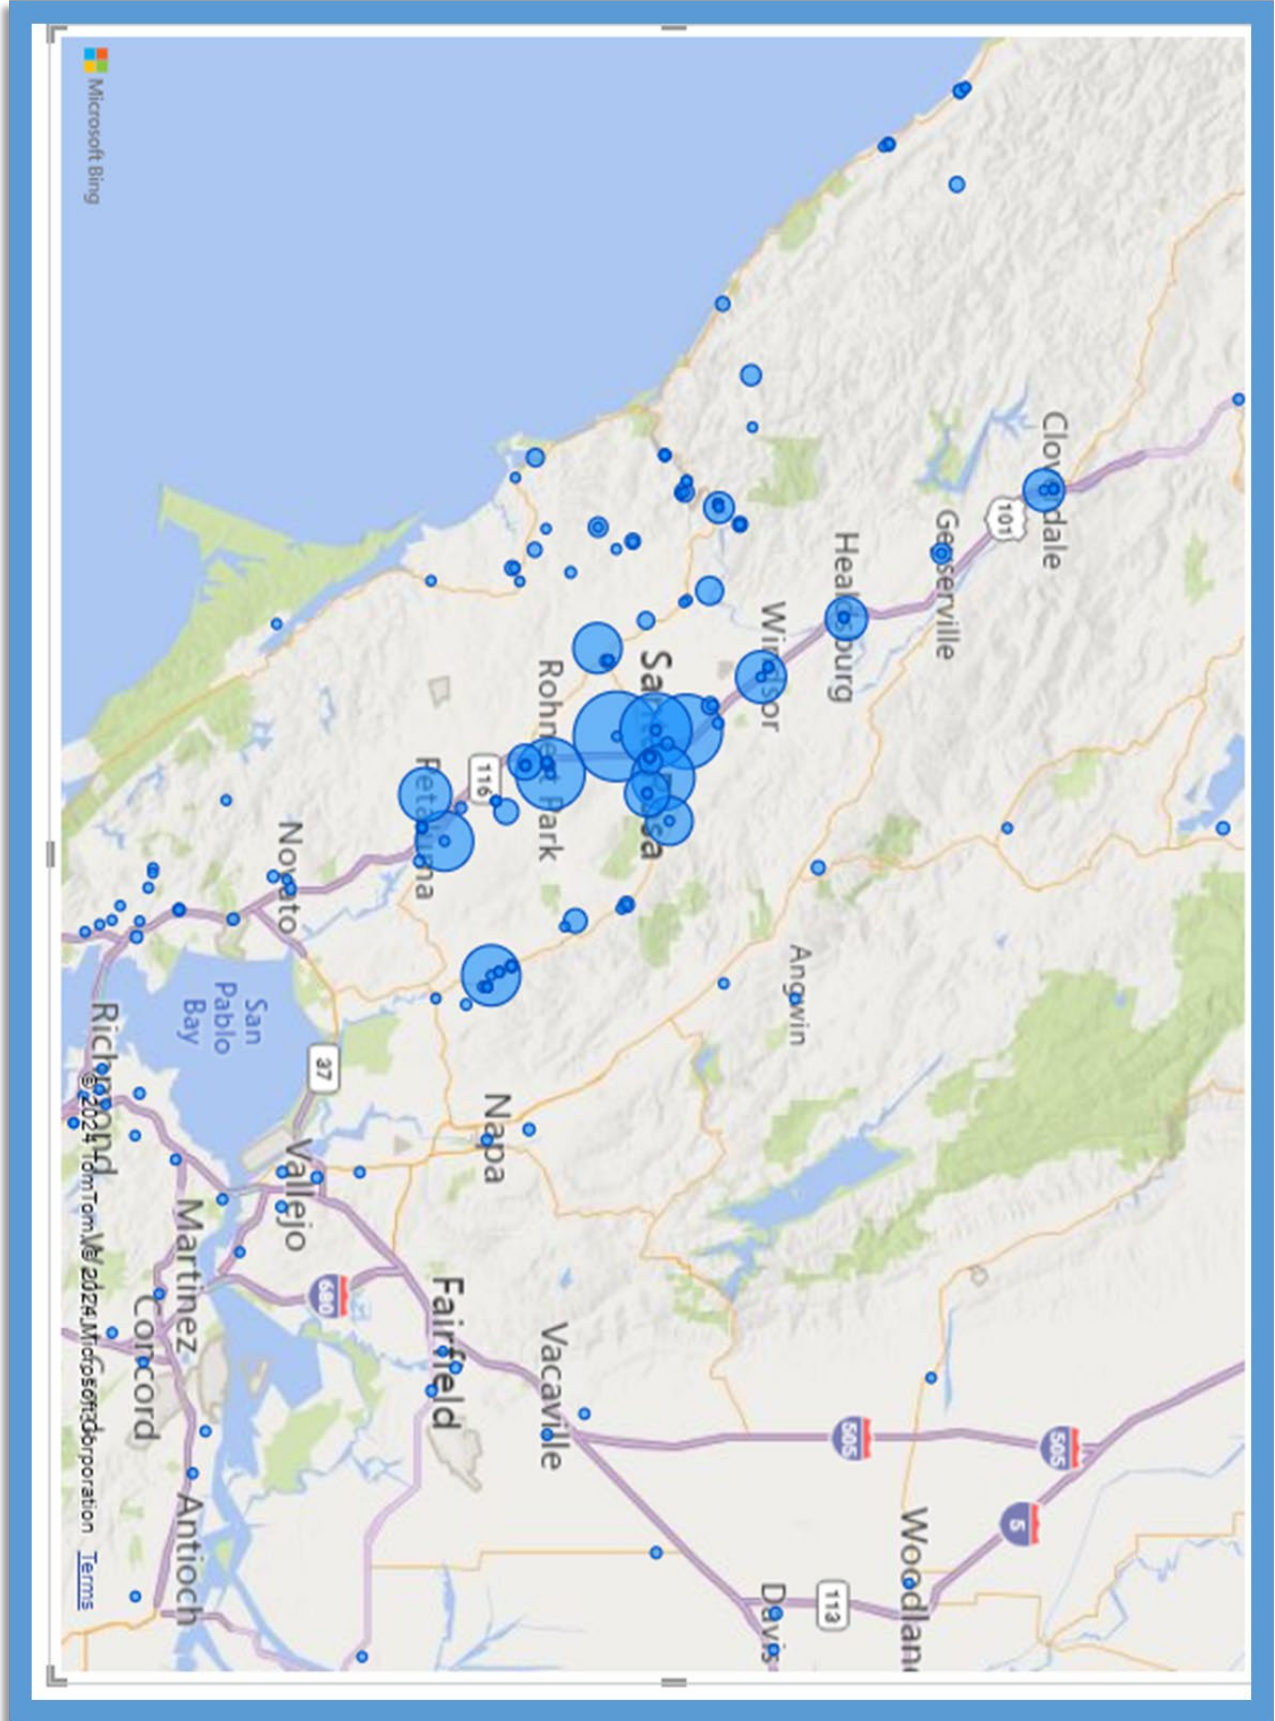 Cloverdale
101
Geyserville
Healdsburg
Windsor
Santa Rosa
Rohnert Park
116
Petaluma
Novato
Angwin
San
Pablo
Bay
37
Napa
Richmond
Vallejo
Martinez
Concord
680
Fairfield
Vacaville
505
505
5
Antioch
Woodlan
113
Davis
Microsoft Bing
© 2024 TomTom, © 2024 Microsoft Corporation Terms